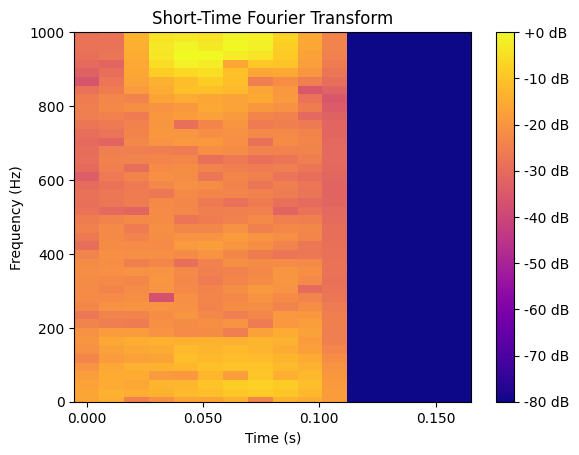 Short-Time Fourier Transform
Frequency (Hz)
1000
800
600
400
200
0
0.000
0.050
0.100
0.150
Time (s)
+0 dB
-10 dB
-20 dB
-30 dB
-40 dB
-50 dB
-60 dB
-70 dB
-80 dB